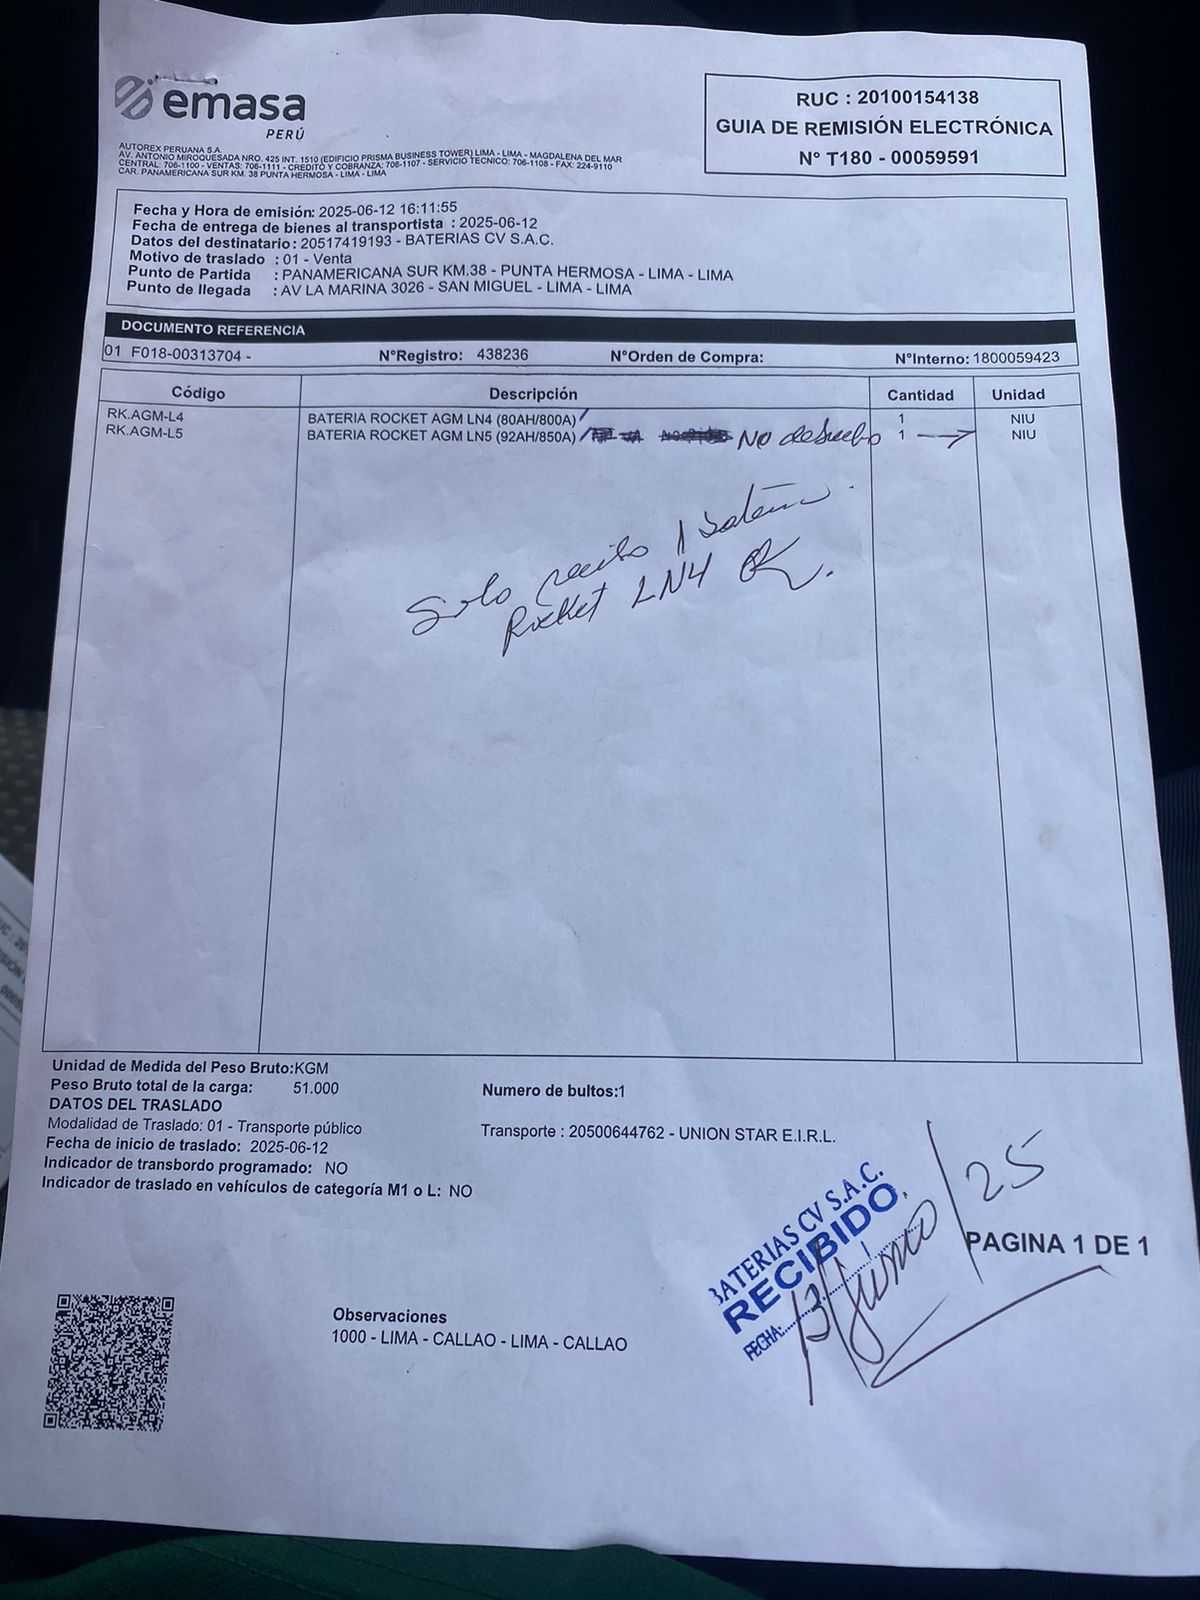 emasa
PERÚ
AUTOREX PERUANA S.A.
AV. ANTONIO MIROQUESADA NRO. 425 INT. 1510 (EDIFICIO PRISMA BUSINESS TOWER) LIMA - LIMA - MAGDALENA DEL MAR
CENTRAL: 706-1100 - VENTAS: 706-1111 - CREDITO Y COBRANZA: 706-1107 - SERVICIO TECNICO: 706-1108 - FAX: 224-9110
CAR. PANAMERICANA SUR KM. 38 PUNTA HERMOSA - LIMA - LIMA
RUC : 20100154138
GUIA DE REMISIÓN ELECTRÓNICA
N° T180 - 00059591
Fecha y Hora de emisión: 2025-06-12 16:11:55
Fecha de entrega de bienes al transportista : 2025-06-12
Datos del destinatario : 20517419193 - BATERIAS CV S.A.C.
Motivo de traslado : 01 - Venta
Punto de Partida : PANAMERICANA SUR KM.38 - PUNTA HERMOSA - LIMA - LIMA
Punto de llegada : AV LA MARINA 3026 - SAN MIGUEL - LIMA - LIMA
DOCUMENTO REFERENCIA
01 F018-00313704 - N°Registro: 438236 N°Orden de Compra: N°Interno: 1800059423
Código Descripción Cantidad Unidad
RK.AGM-L4 BATERIA ROCKET AGM LN4 (80AH/800A) 1 NIU
RK.AGM-L5 BATERIA ROCKET AGM LN5 (92AH/850A) No 1 NIU
Solo recibo 1 bateria
Rocket LN4 OK.
Unidad de Medida del Peso Bruto:KGM
Peso Bruto total de la carga: 51.000 Numero de bultos:1
DATOS DEL TRASLADO
Modalidad de Traslado: 01 - Transporte público Transporte : 20500644762 - UNION STAR E.I.R.L.
Fecha de inicio de traslado: 2025-06-12
Indicador de transbordo programado: NO
Indicador de traslado en vehículos de categoría M1 o L: NO
BATERIAS CV S.A.C.
RECIBIDO
FECHA: 13/Junio/25
PAGINA 1 DE 1
Observaciones
1000 - LIMA - CALLAO - LIMA - CALLAO